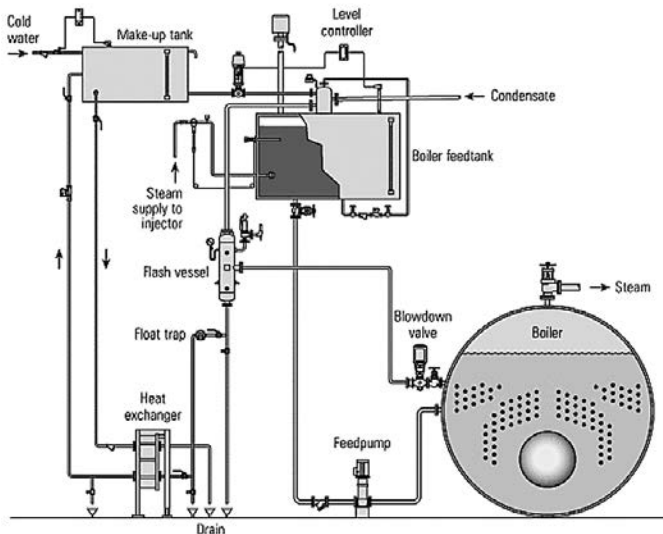 Cold
water
Make-up tank
Level
controller
Condensate
Boiler feedtank
Steam
supply to
injector
Flash vessel
Steam
Blowdown
valve
Boiler
Float trap
Heat
exchanger
Feedpump
Drain